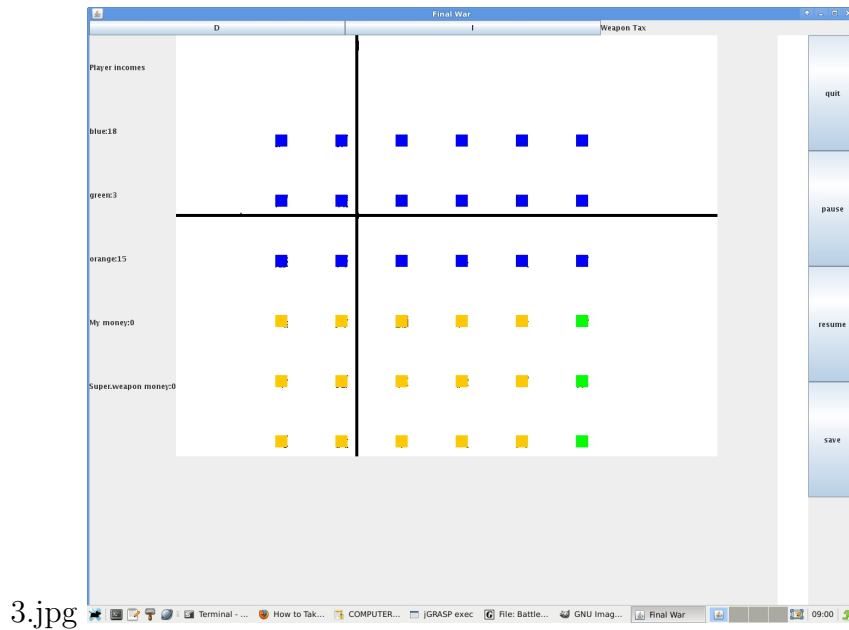 Final War
D I Weapon Tax
Player incomes
quit
blue:18
green:3
pause
orange:15
My money:0
resume
Super.weapon money:0
save
3.jpg
Terminal - ... How to Tak... COMPUTER... jGRASP exec File: Battle... GNU Imag... Final War 09:00